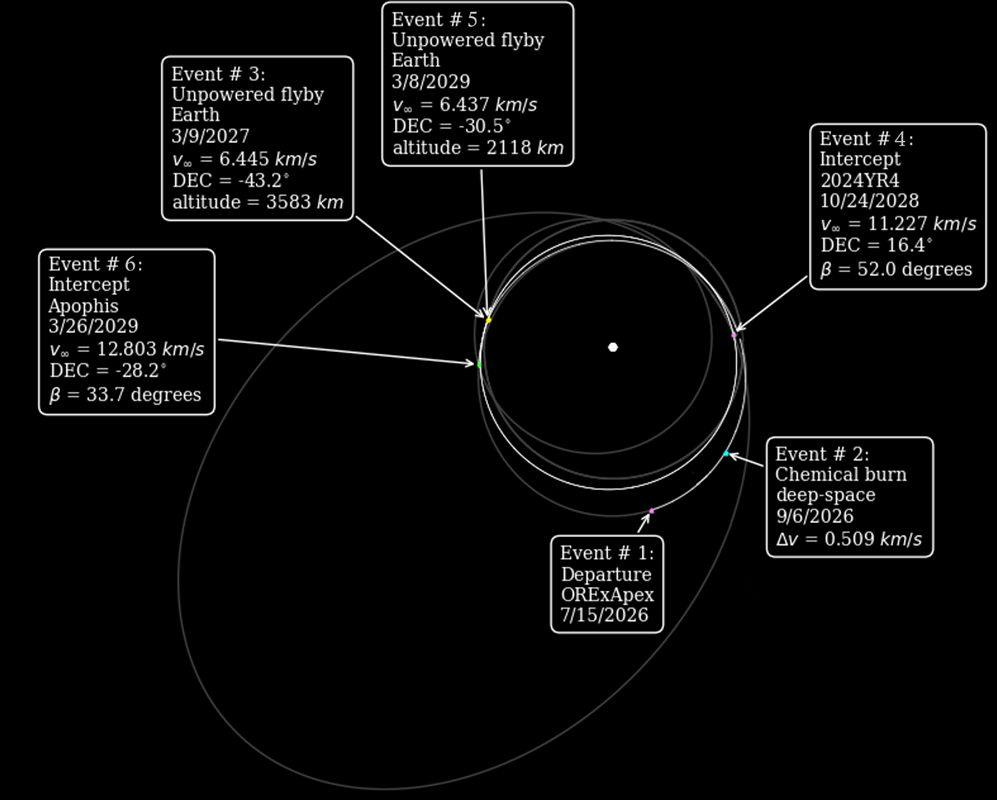 Event # 5:
Unpowered flyby
Earth
3/8/2029
v∞ = 6.437 km/s
DEC = -30.5°
altitude = 2118 km
Event # 3:
Unpowered flyby
Earth
3/9/2027
v∞ = 6.445 km/s
DEC = -43.2°
altitude = 3583 km
Event # 4:
Intercept
2024YR4
10/24/2028
v∞ = 11.227 km/s
DEC = 16.4°
β = 52.0 degrees
Event # 6:
Intercept
Apophis
3/26/2029
v∞ = 12.803 km/s
DEC = -28.2°
β = 33.7 degrees
Event # 2:
Chemical burn
deep-space
9/6/2026
Δv = 0.509 km/s
Event # 1:
Departure
ORExApex
7/15/2026